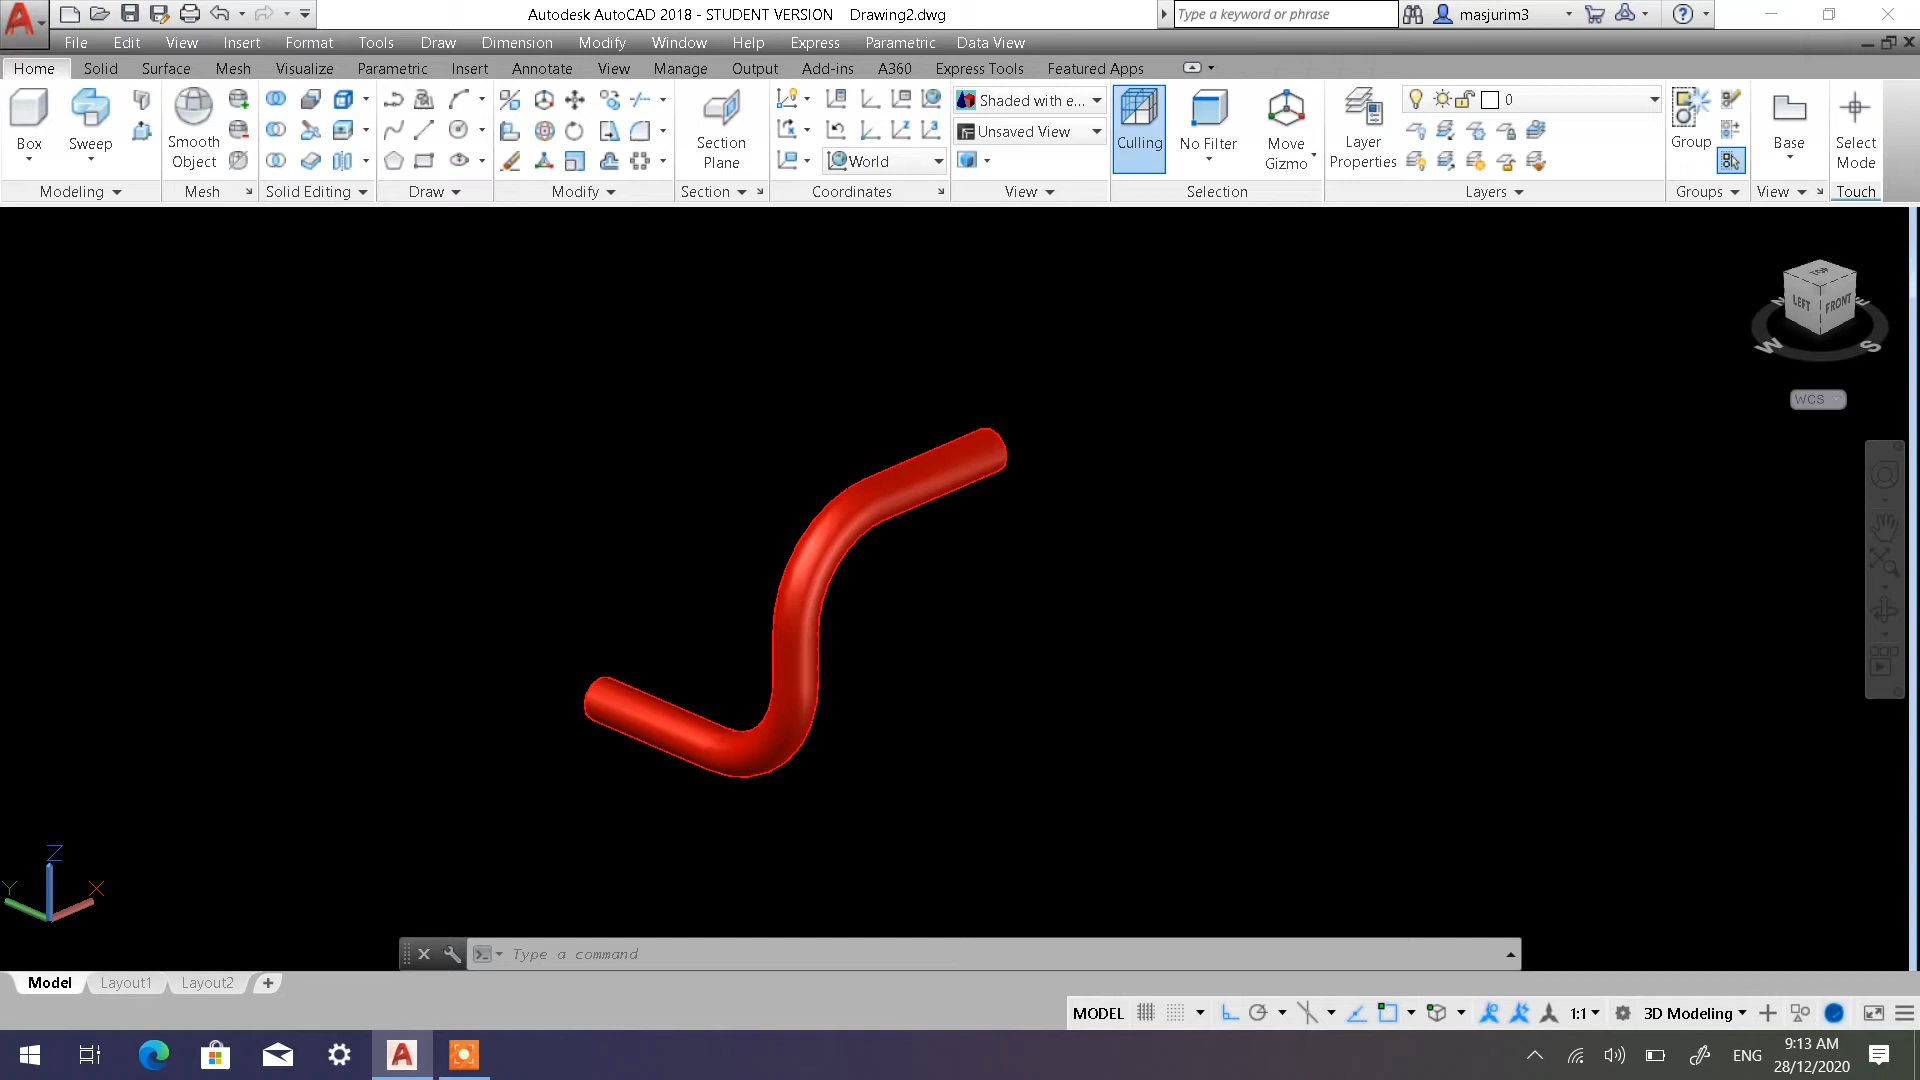 Autodesk AutoCAD 2018 - STUDENT VERSION Drawing2.dwg
Type a keyword or phrase
masjurim3
File Edit View Insert Format Tools Draw Dimension Modify Window Help Express Parametric Data View
Home Solid Surface Mesh Visualize Parametric Insert Annotate View Manage Output Add-ins A360 Express Tools Featured Apps
Box
Sweep
Smooth
Object
Section
Plane
World
Shaded with e...
Unsaved View
Culling
No Filter
Move
Gizmo
Layer
Properties
0
Group
Base
Select
Mode
Modeling Mesh Solid Editing Draw Modify Section Coordinates View Selection Layers Groups View Touch
TOP
LEFT FRONT
W S
WCS
Z
Y X
Type a command
Model Layout1 Layout2
MODEL 1:1 3D Modeling
ENG
9:13 AM
28/12/2020